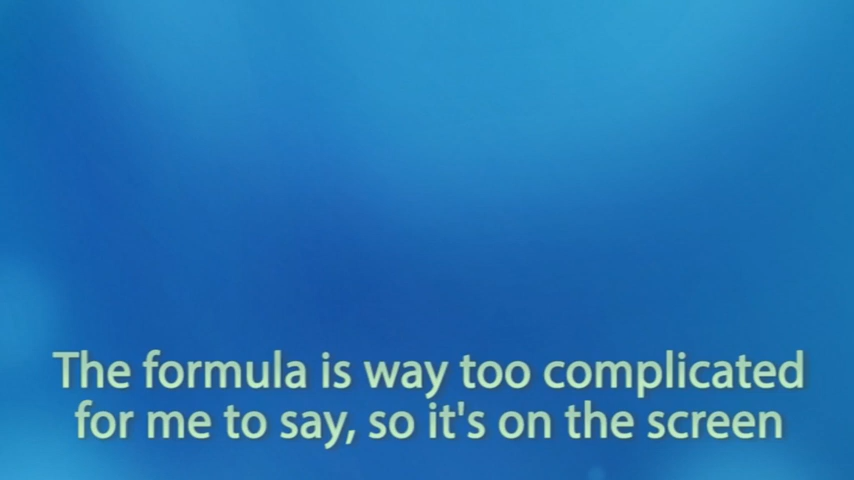 The formula is way too complicated
for me to say, so it's on the screen